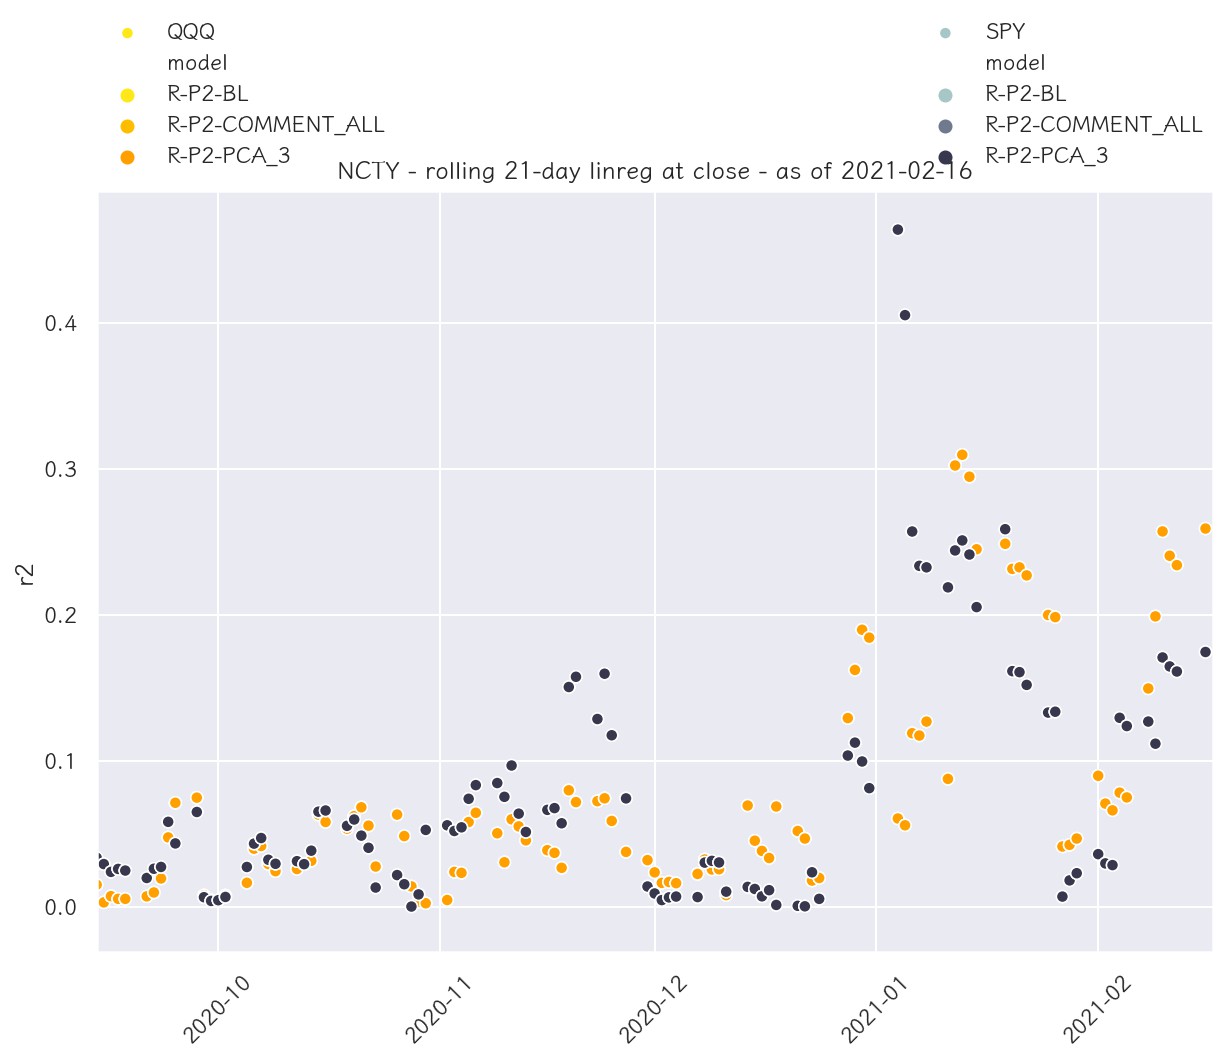 QQQ
model
R-P2-BL
R-P2-COMMENT_ALL
R-P2-PCA_3
SPY
model
R-P2-BL
R-P2-COMMENT_ALL
R-P2-PCA_3
NCTY - rolling 21-day linreg at close - as of 2021-02-16
r2
0.4
0.3
0.2
0.1
0.0
2020-10
2020-11
2020-12
2021-01
2021-02